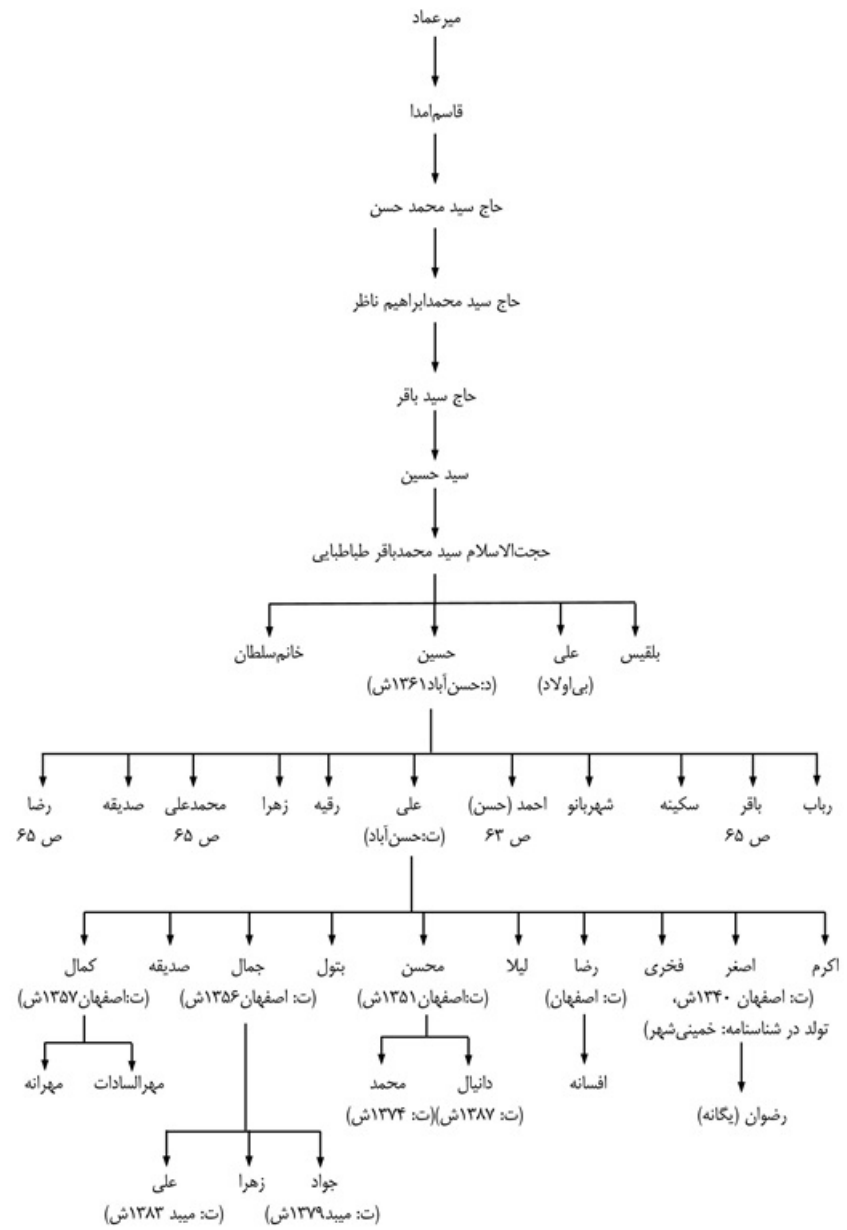 میرعماد
قاسم‌امدا
حاج سید محمد حسن
حاج سید محمدابراهیم ناظر
حاج سید باقر
سید حسین
حجت‌الاسلام سید محمدباقر طباطبایی
بلقیس علی حسین خانم‌سلطان
(بی‌اولاد) (د:حسن‌آباد۱۳۶۱ش)
رباب باقر سکینه شهربانو احمد (حسن) علی رقیه زهرا محمدعلی صدیقه رضا
ص ۶۵ ص ۶۳ (ت:حسن‌آباد) ص ۶۵ ص ۶۵
اکرم اصغر فخری رضا لیلا محسن بتول جمال صدیقه کمال
(ت: اصفهان ۱۳۴۰ش، (ت: اصفهان) (ت:اصفهان۱۳۵۱ش) (ت: اصفهان۱۳۵۶ش) (ت:اصفهان۱۳۵۷ش)
تولد در شناسنامه: خمینی‌شهر)
دانیال محمد افسانه مهرالسادات مهرانه
رضوان (یگانه) (ت: ۱۳۸۷ش) (ت: ۱۳۷۴ش)
جواد زهرا علی
(ت: میبد۱۳۷۹ش) (ت: میبد ۱۳۸۳ش)